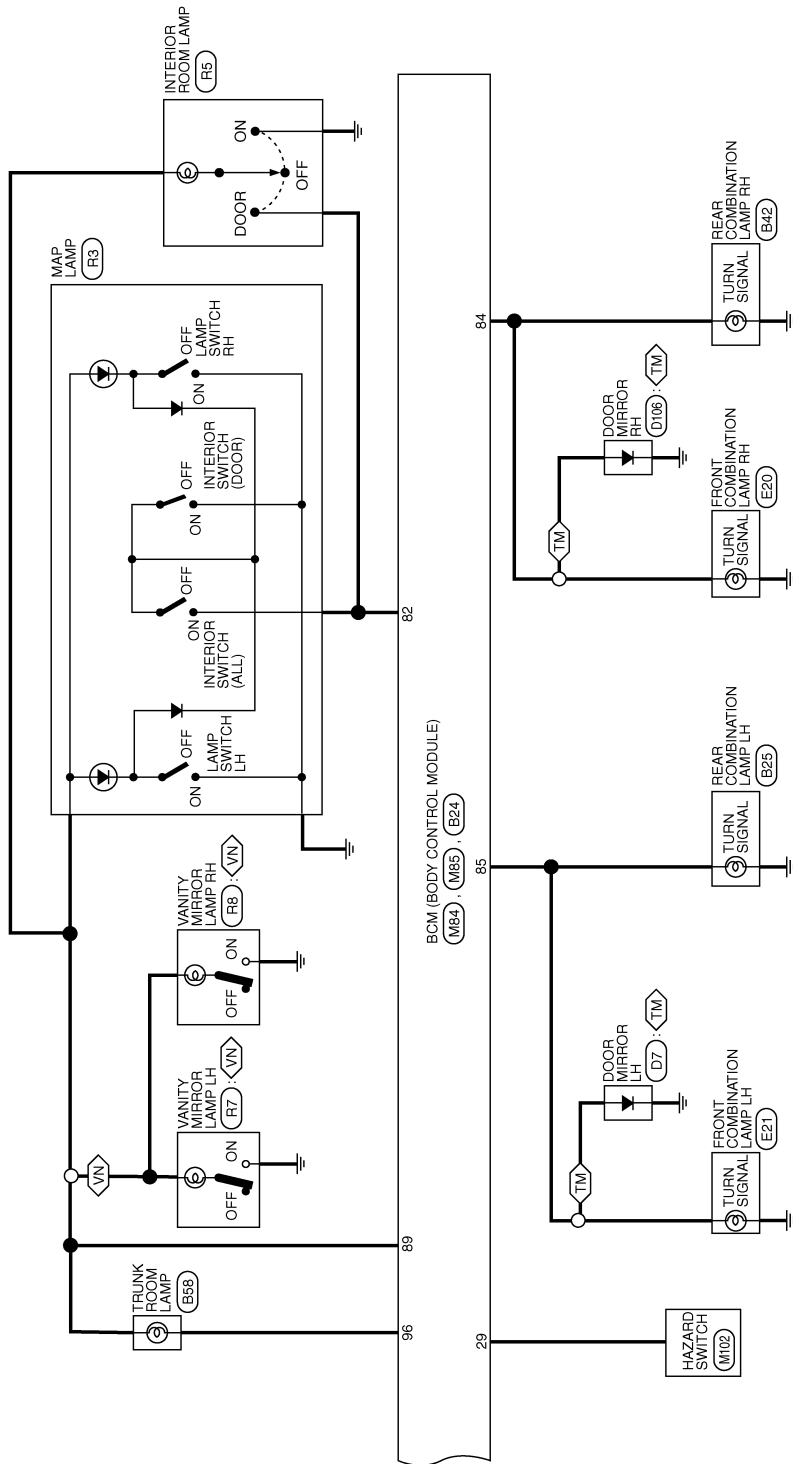 TRUNK
ROOM
LAMP
B58
VN
VANITY
MIRROR
LAMP LH
R7 : VN
OFF
ON
VANITY
MIRROR
LAMP RH
R8 : VN
OFF
ON
MAP
LAMP
R3
ON
OFF
LAMP
SWITCH
LH
INTERIOR
SWITCH
(ALL)
ON
OFF
ON
OFF
INTERIOR
SWITCH
(DOOR)
ON
OFF
LAMP
SWITCH
RH
INTERIOR
ROOM LAMP
R5
DOOR
OFF
ON
96
89
82
BCM (BODY CONTROL MODULE)
M84 , M85 , B24
29
85
84
HAZARD
SWITCH
M102
TM
DOOR
MIRROR
LH
D7 : TM
FRONT
COMBINATION
LAMP LH
E21
TURN
SIGNAL
REAR
COMBINATION
LAMP LH
B25
TURN
SIGNAL
TM
DOOR
MIRROR
RH
D106 : TM
FRONT
COMBINATION
LAMP RH
E20
TURN
SIGNAL
REAR
COMBINATION
LAMP RH
B42
TURN
SIGNAL